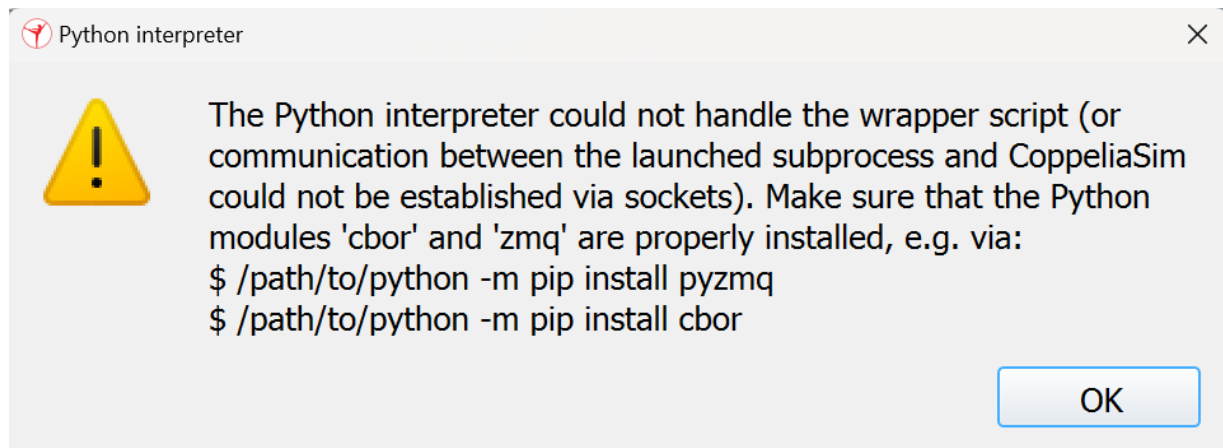 Python interpreter
The Python interpreter could not handle the wrapper script (or
communication between the launched subprocess and CoppeliaSim
could not be established via sockets). Make sure that the Python
modules 'cbor' and 'zmq' are properly installed, e.g. via:
$ /path/to/python -m pip install pyzmq
$ /path/to/python -m pip install cbor
OK